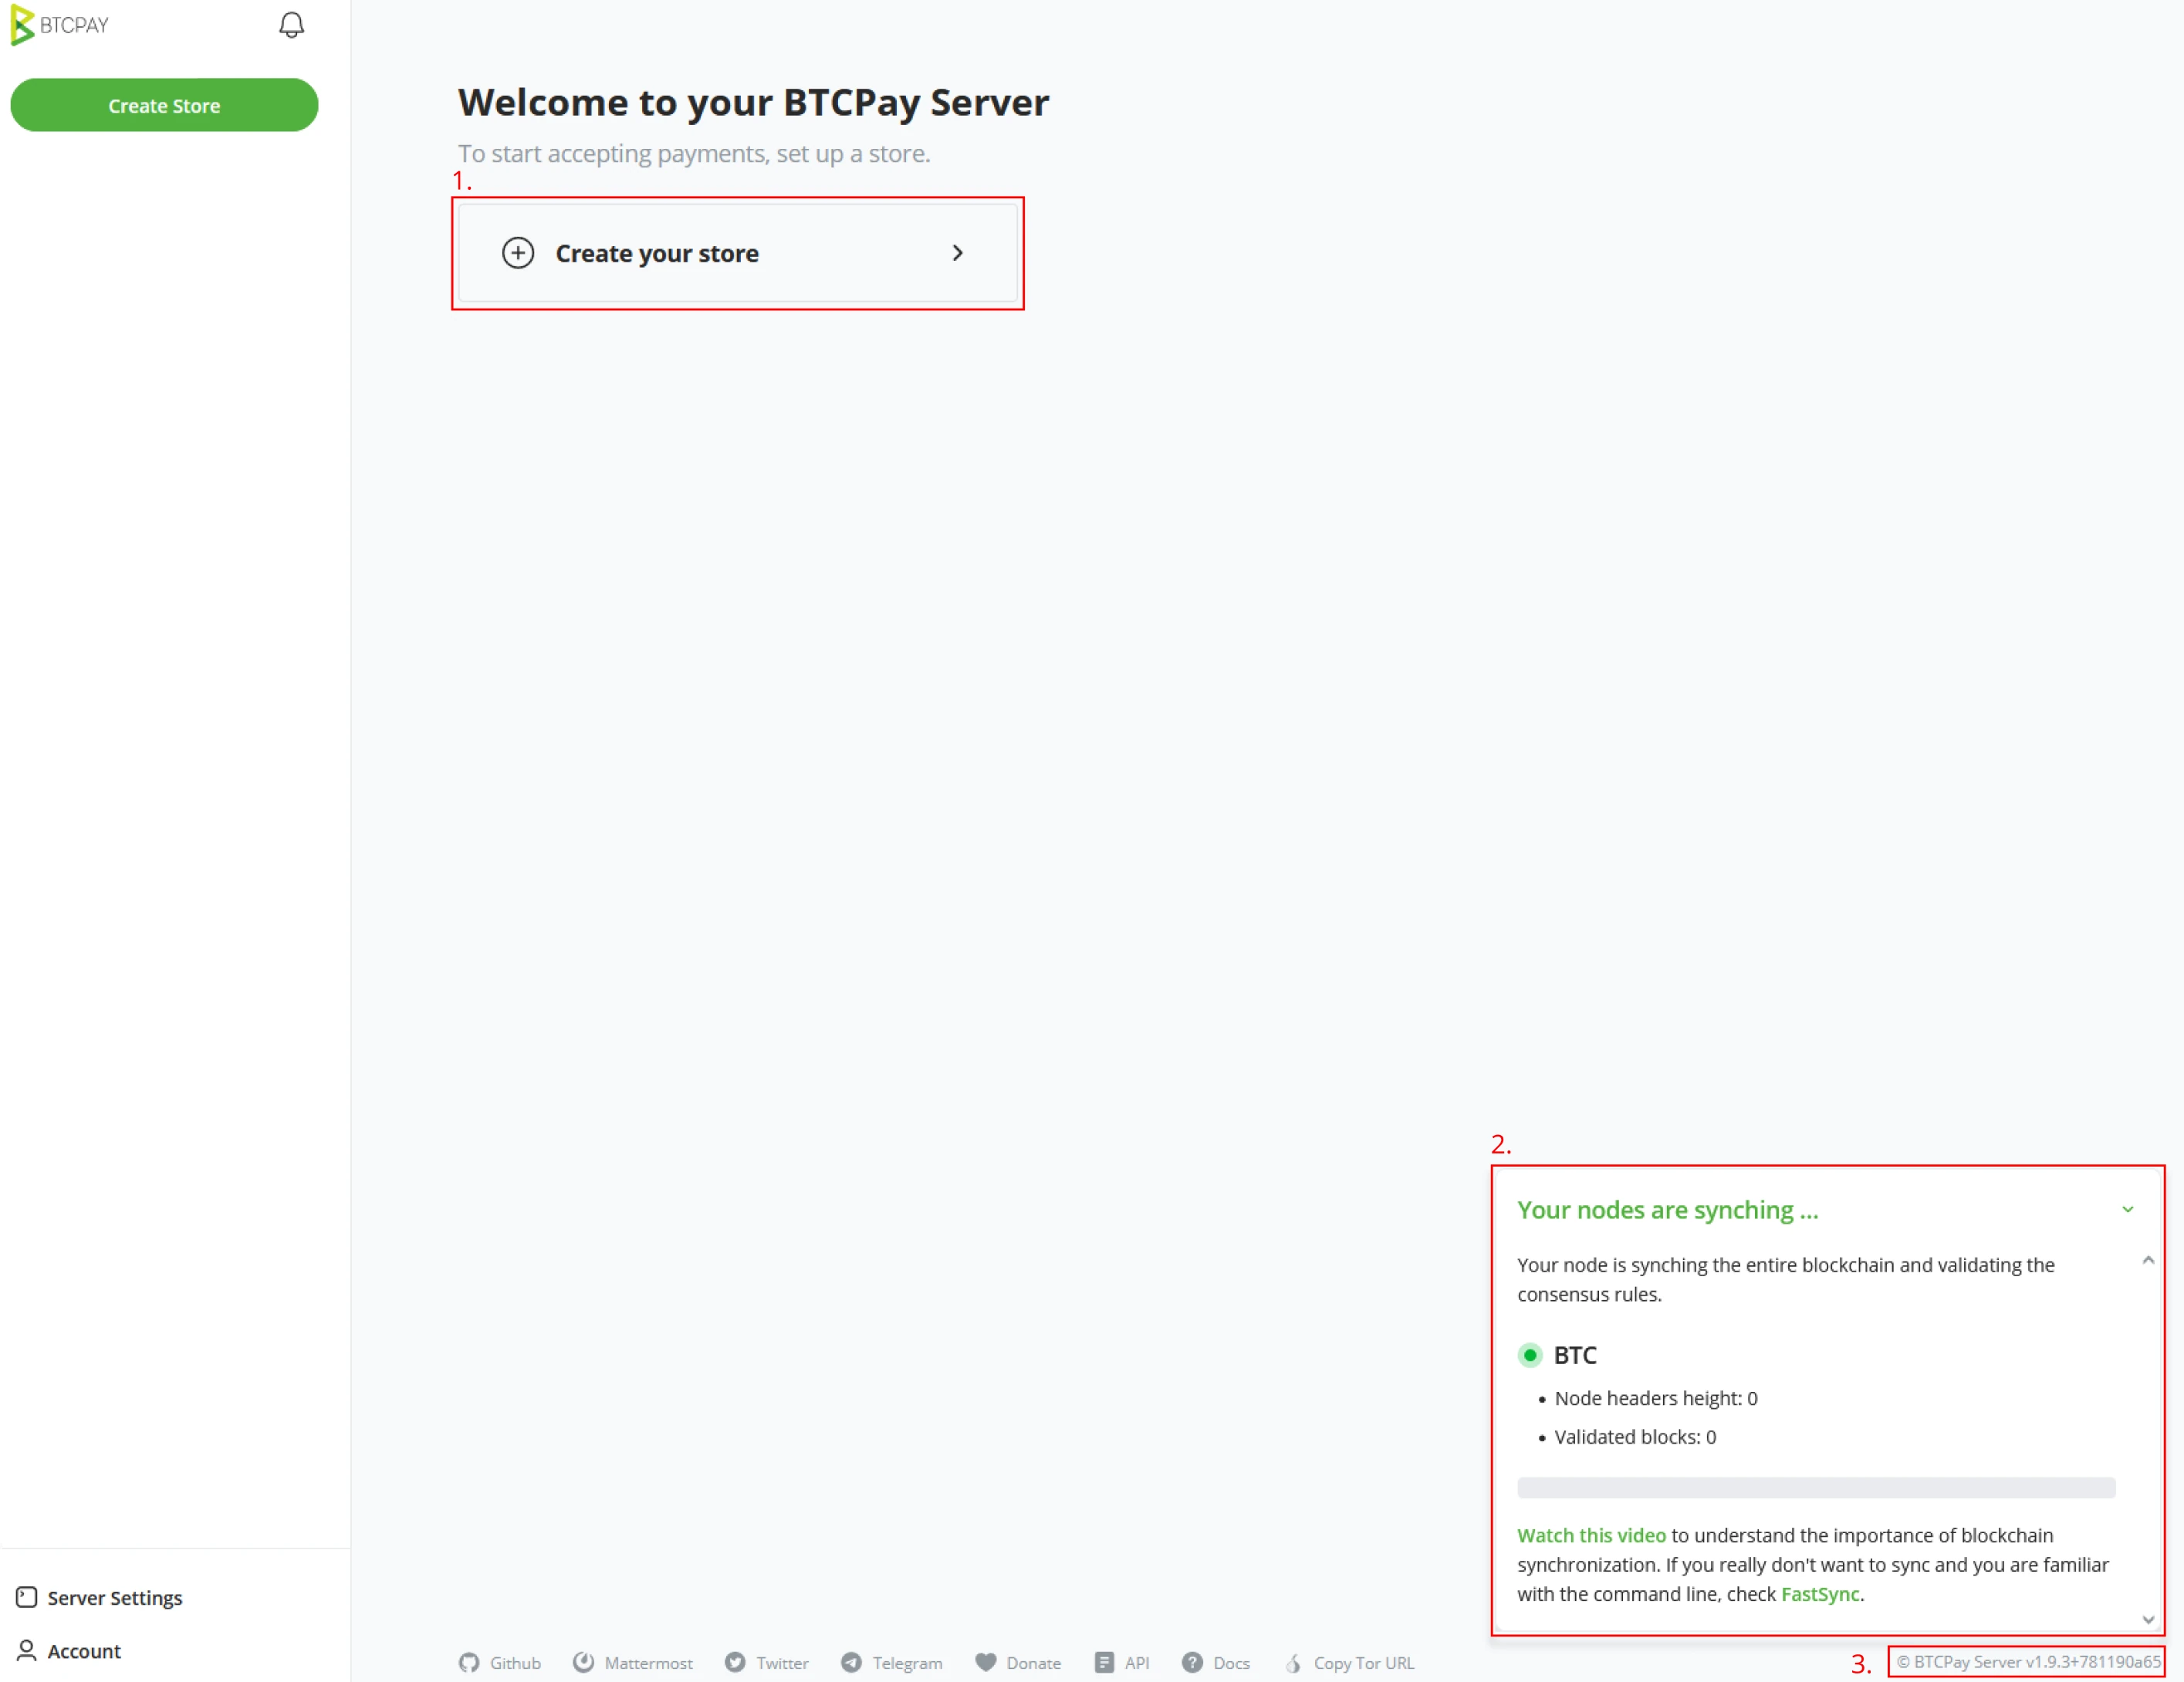 BTCPAY
Create Store
Welcome to your BTCPay Server
To start accepting payments, set up a store.
1.
Create your store
2.
Your nodes are synching ...
Your node is synching the entire blockchain and validating the
consensus rules.
BTC
• Node headers height: 0
• Validated blocks: 0
Watch this video to understand the importance of blockchain
synchronization. If you really don't want to sync and you are familiar
with the command line, check FastSync.
Server Settings
Account
Github Mattermost Twitter Telegram Donate API Docs Copy Tor URL
3. © BTCPay Server v1.9.3+781190a65